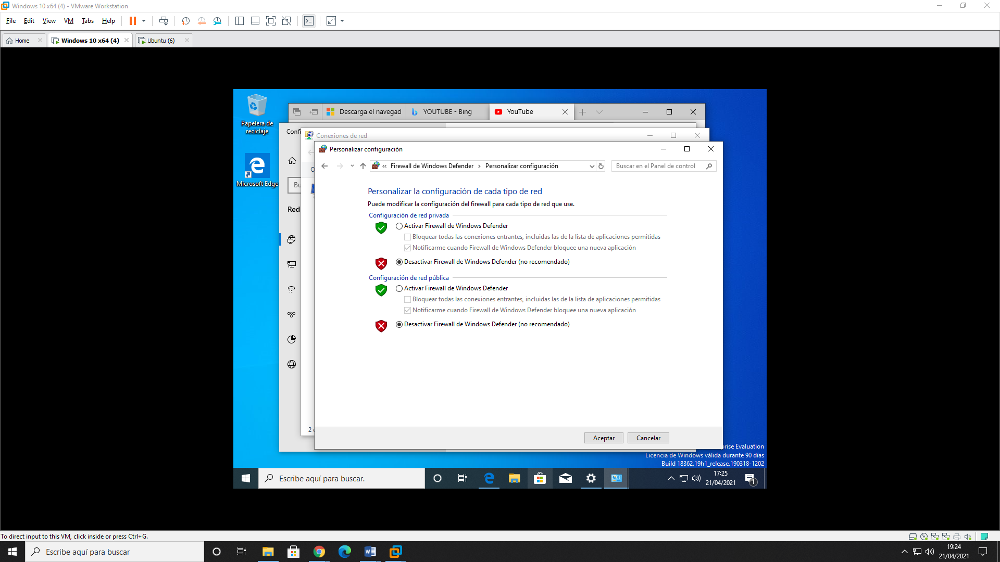 Windows 10 x64 (4) - VMware Workstation
File Edit View VM Tabs Help
Home Windows 10 x64 (4) Ubuntu (6)
Papelera de
reciclaje
Microsoft Edge
Descarga el navegad YOUTUBE - Bing YouTube
Confi
Conexiones de red
Personalizar configuración
« Firewall de Windows Defender › Personalizar configuración
Buscar en el Panel de control
O
Bu
Red
Personalizar la configuración de cada tipo de red
Puede modificar la configuración del firewall para cada tipo de red que use.
Configuración de red privada
Activar Firewall de Windows Defender
Bloquear todas las conexiones entrantes, incluidas las de la lista de aplicaciones permitidas
Notificarme cuando Firewall de Windows Defender bloquee una nueva aplicación
Desactivar Firewall de Windows Defender (no recomendado)
Configuración de red pública
Activar Firewall de Windows Defender
Bloquear todas las conexiones entrantes, incluidas las de la lista de aplicaciones permitidas
Notificarme cuando Firewall de Windows Defender bloquee una nueva aplicación
Desactivar Firewall de Windows Defender (no recomendado)
2
Aceptar Cancelar
prise Evaluation
Licencia de Windows válida durante 90 días
Build 18362.19h1_release.190318-1202
Escribe aquí para buscar.
17:25
21/04/2021
1
To direct input to this VM, click inside or press Ctrl+G.
Escribe aquí para buscar
19:24
21/04/2021